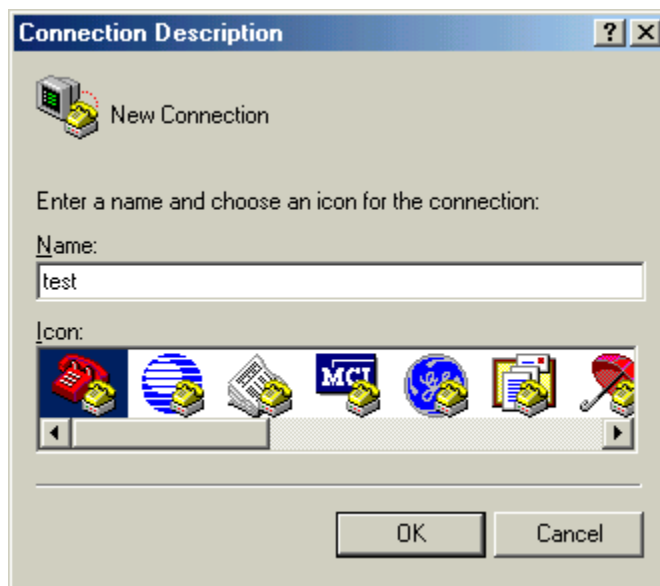 Connection Description
New Connection
Enter a name and choose an icon for the connection:
Name:
test
Icon:
MCI
OK Cancel